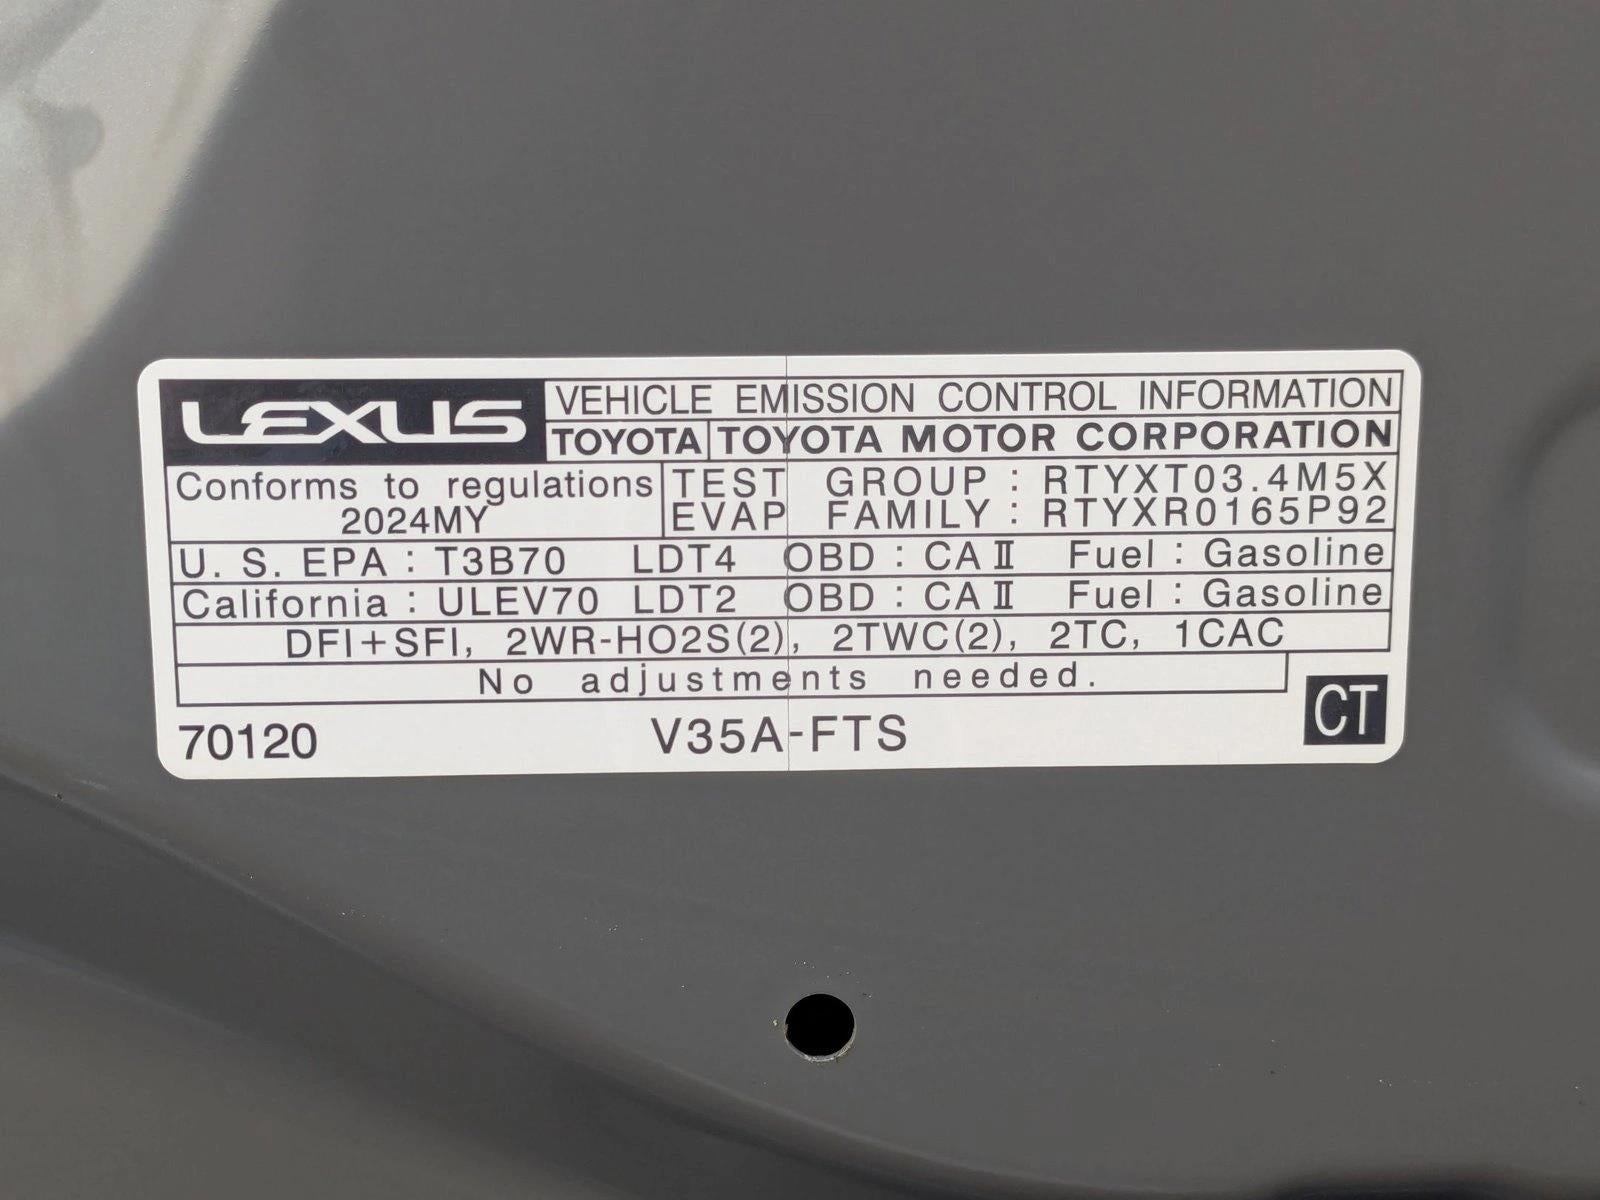 LEXUS VEHICLE EMISSION CONTROL INFORMATION
TOYOTA TOYOTA MOTOR CORPORATION
Conforms to regulations TEST GROUP : RTYXT03.4M5X
2024MY EVAP FAMILY : RTYXR0165P92
U. S. EPA : T3B70 LDT4 OBD : CAⅡ Fuel : Gasoline
California : ULEV70 LDT2 OBD : CAⅡ Fuel : Gasoline
DFI+SFI, 2WR-HO2S(2), 2TWC(2), 2TC, 1CAC
No adjustments needed.
70120 V35A-FTS CT